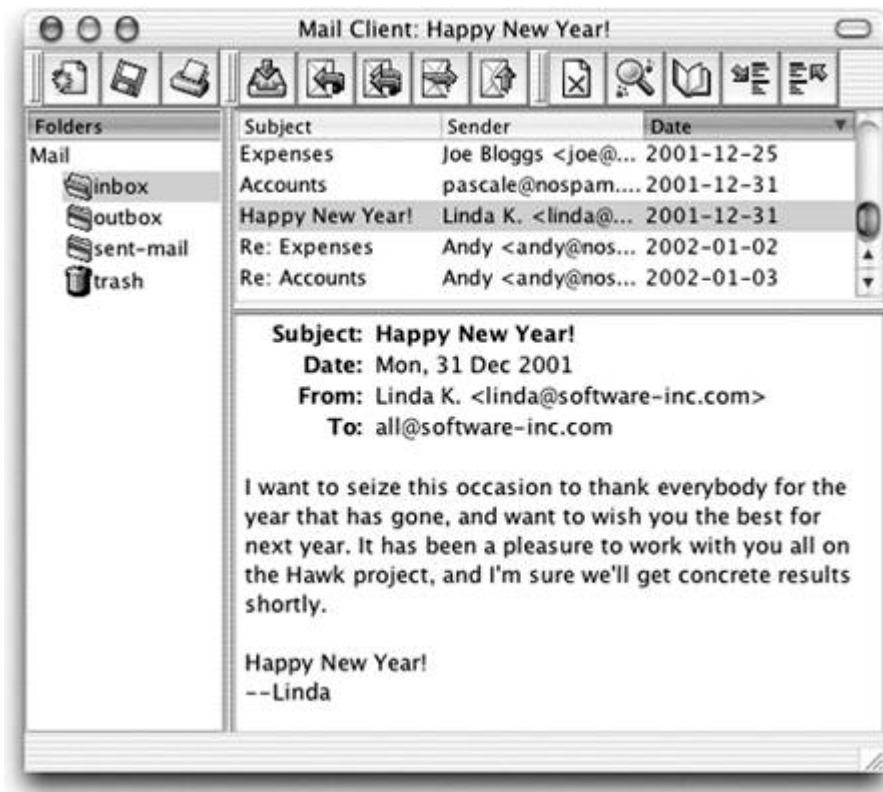 Mail Client: Happy New Year!
Folders
Mail
inbox
outbox
sent-mail
trash
Subject Sender Date
Expenses Joe Bloggs <joe@... 2001-12-25
Accounts pascale@nospam.... 2001-12-31
Happy New Year! Linda K. <linda@... 2001-12-31
Re: Expenses Andy <andy@nos... 2002-01-02
Re: Accounts Andy <andy@nos... 2002-01-03
Subject: Happy New Year!
Date: Mon, 31 Dec 2001
From: Linda K. <linda@software-inc.com>
To: all@software-inc.com
I want to seize this occasion to thank everybody for the
year that has gone, and want to wish you the best for
next year. It has been a pleasure to work with you all on
the Hawk project, and I'm sure we'll get concrete results
shortly.
Happy New Year!
--Linda